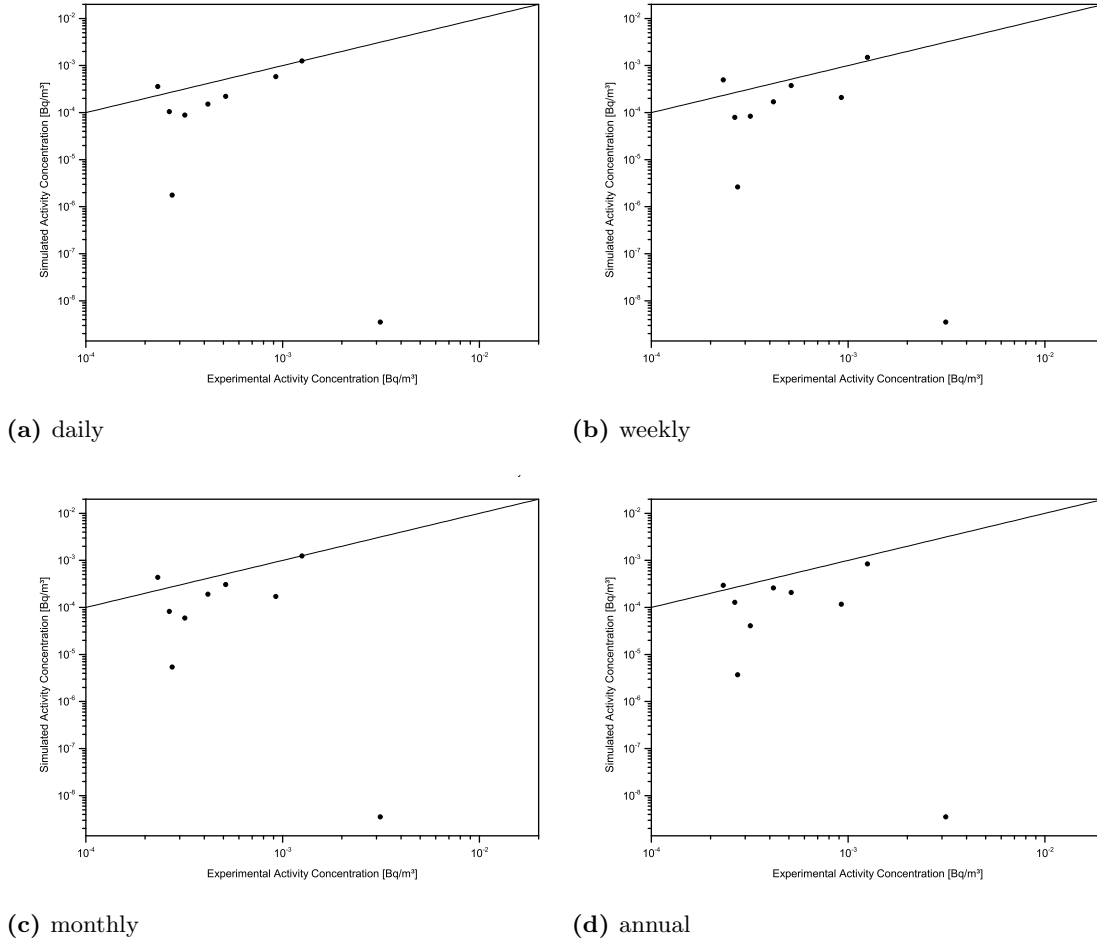 10⁻² 10⁻²
10⁻³ 10⁻³
10⁻⁴ 10⁻⁴
10⁻⁵ 10⁻⁵
10⁻⁶ 10⁻⁶
10⁻⁷ 10⁻⁷
10⁻⁸ 10⁻⁸
Simulated Activity Concentration [Bq/m³] Simulated Activity Concentration [Bq/m³]
10⁻⁴ 10⁻³ 10⁻² 10⁻⁴ 10⁻³ 10⁻²
Experimental Activity Concentration [Bq/m³] Experimental Activity Concentration [Bq/m³]
(a) daily (b) weekly
10⁻² 10⁻²
10⁻³ 10⁻³
10⁻⁴ 10⁻⁴
10⁻⁵ 10⁻⁵
10⁻⁶ 10⁻⁶
10⁻⁷ 10⁻⁷
10⁻⁸ 10⁻⁸
Simulated Activity Concentration [Bq/m³] Simulated Activity Concentration [Bq/m³]
10⁻⁴ 10⁻³ 10⁻² 10⁻⁴ 10⁻³ 10⁻²
Experimental Activity Concentration [Bq/m³] Experimental Activity Concentration [Bq/m³]
(c) monthly (d) annual